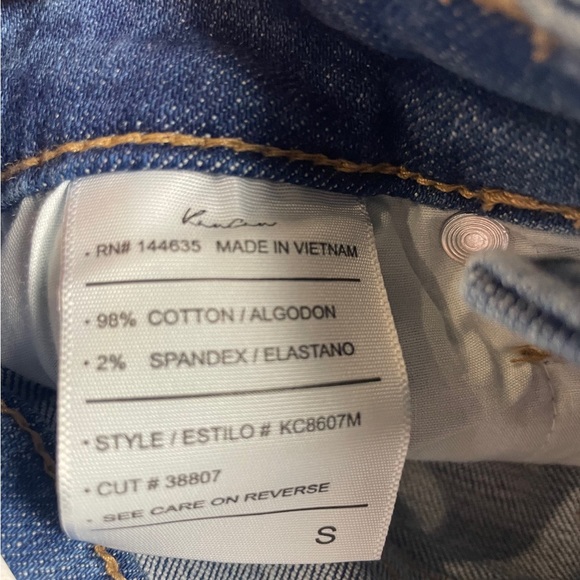 KanCan
• RN# 144635 MADE IN VIETNAM
• 98% COTTON / ALGODON
• 2% SPANDEX / ELASTANO
• STYLE / ESTILO # KC8607M
• CUT # 38807
• SEE CARE ON REVERSE
S